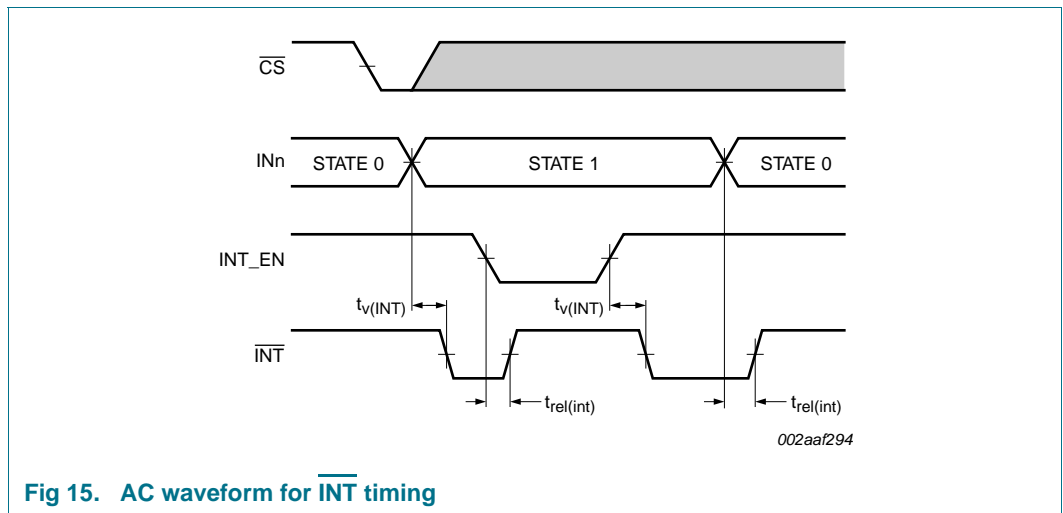 CS
INn STATE 0 STATE 1 STATE 0
INT_EN
tv(INT) tv(INT)
INT
trel(int) trel(int)
002aaf294
Fig 15. AC waveform for INT timing